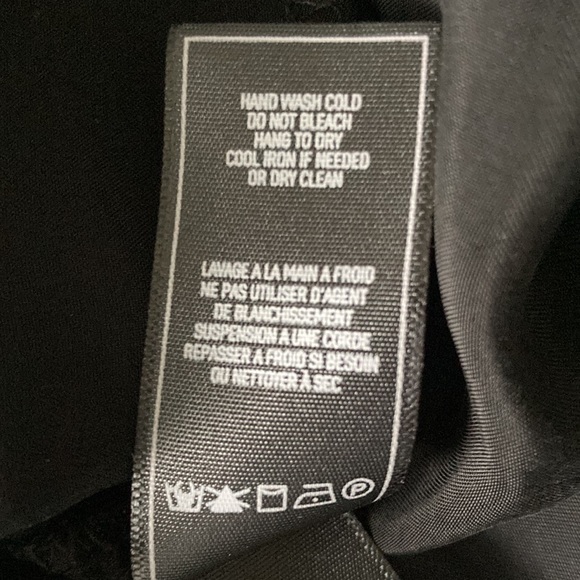 HAND WASH COLD
DO NOT BLEACH
HANG TO DRY
COOL IRON IF NEEDED
OR DRY CLEAN
LAVAGE A LA MAIN A FROID
NE PAS UTILISER D'AGENT
DE BLANCHISSEMENT
SUSPENSION A UNE CORDE
REPASSER A FROID SI BESOIN
OU NETTOYER À SEC
P